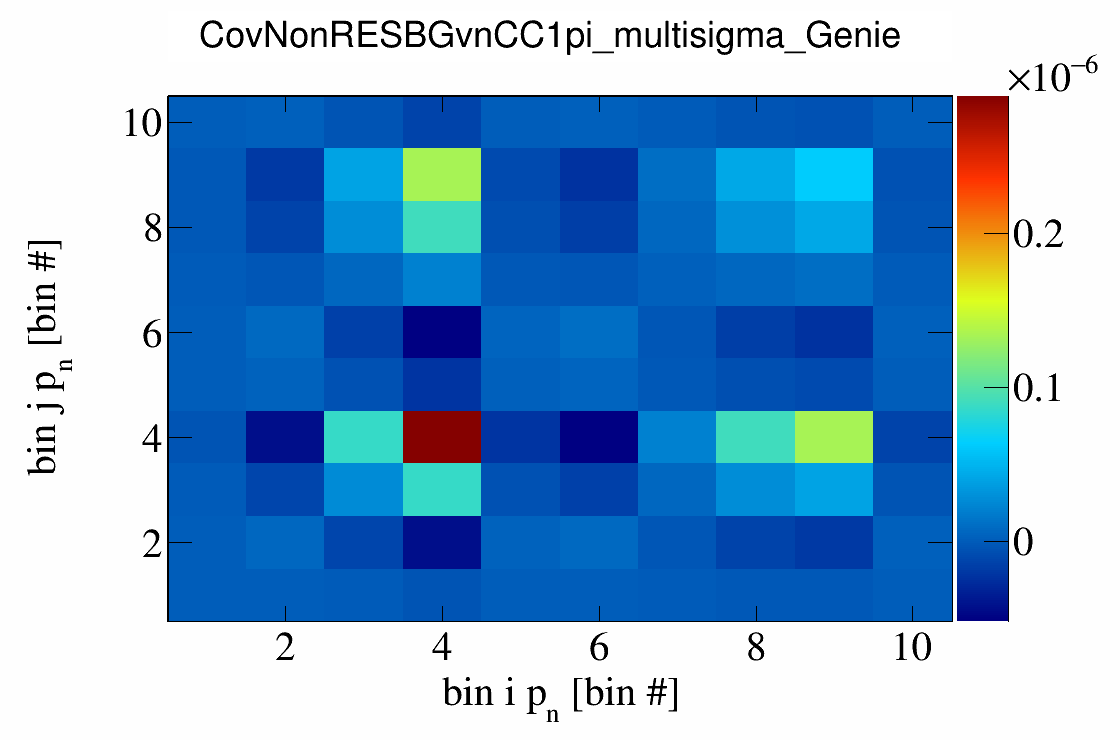 CovNonRESBGvnCC1pi_multisigma_Genie
×10⁻⁶
10
8
6
4
2
0.2
0.1
0
2 4 6 8 10
bin j pₙ [bin #]
bin i pₙ [bin #]